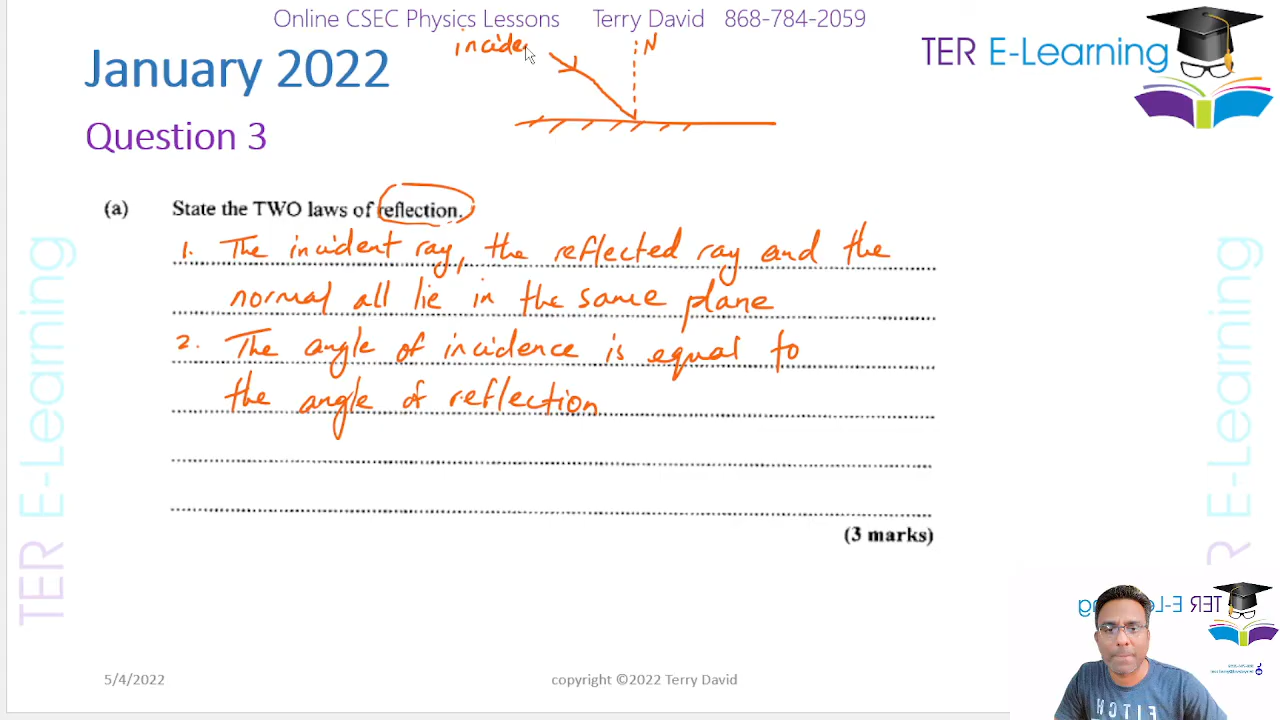 Online CSEC Physics Lessons Terry David 868-784-2059
TER E-Learning
incide
N
January 2022
Question 3
(a) State the TWO laws of reflection.
1. The incident ray, the reflected ray and the
normal all lie in the same plane
2. The angle of incidence is equal to
the angle of reflection
(3 marks)
TER E-Learning
TER E-Learning
TER E-Le
5/4/2022
copyright ©2022 Terry David
FITCH